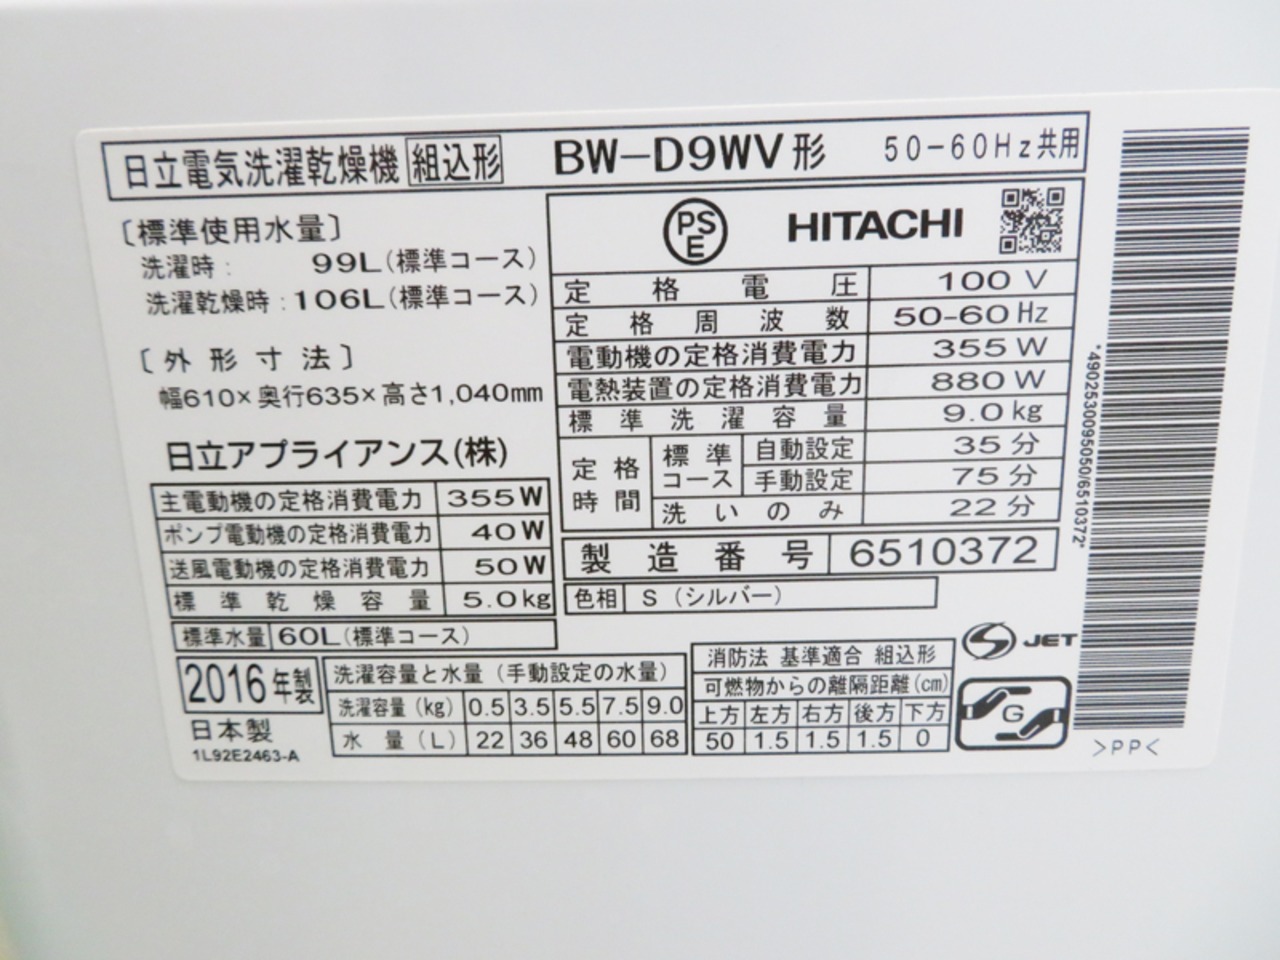 日立電気洗濯乾燥機 組込形 BW-D9WV形 50-60Hz共用
〔標準使用水量〕
洗濯時: 99L(標準コース)
洗濯乾燥時:106L(標準コース)
〔外形寸法〕
幅610×奥行635×高さ1,040mm
日立アプライアンス(株)
主電動機の定格消費電力 355W
ポンプ電動機の定格消費電力 40W
送風電動機の定格消費電力 50W
標準乾燥容量 5.0kg
標準水量 60L(標準コース)
PSE HITACHI
定格電圧 100V
定格周波数 50-60Hz
電動機の定格消費電力 355W
電熱装置の定格消費電力 880W
標準洗濯容量 9.0kg
定格時間 標準コース 自動設定 35分
手動設定 75分
洗いのみ 22分
製造番号 6510372
色相 S(シルバー)
2016年製
日本製
1L92E2463-A
洗濯容量と水量(手動設定の水量)
洗濯容量(kg) 0.5 3.5 5.5 7.5 9.0
水量(L) 22 36 48 60 68
消防法 基準適合 組込形
可燃物からの離隔距離(cm)
上方 左方 右方 後方 下方
50 1.5 1.5 1.5 0
S JET
G
*4902530095050/6510372*
>PP<